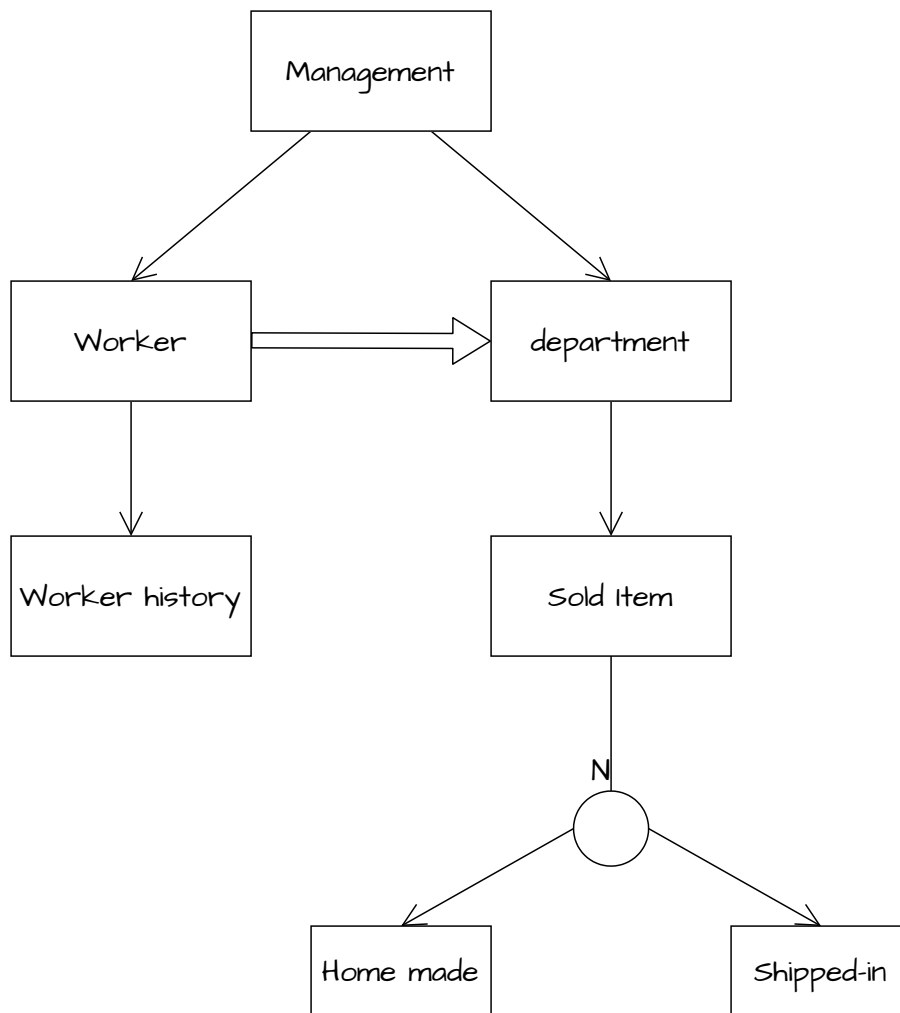 Management
Worker
department
Worker history
Sold Item
N
Home made
Shipped-in